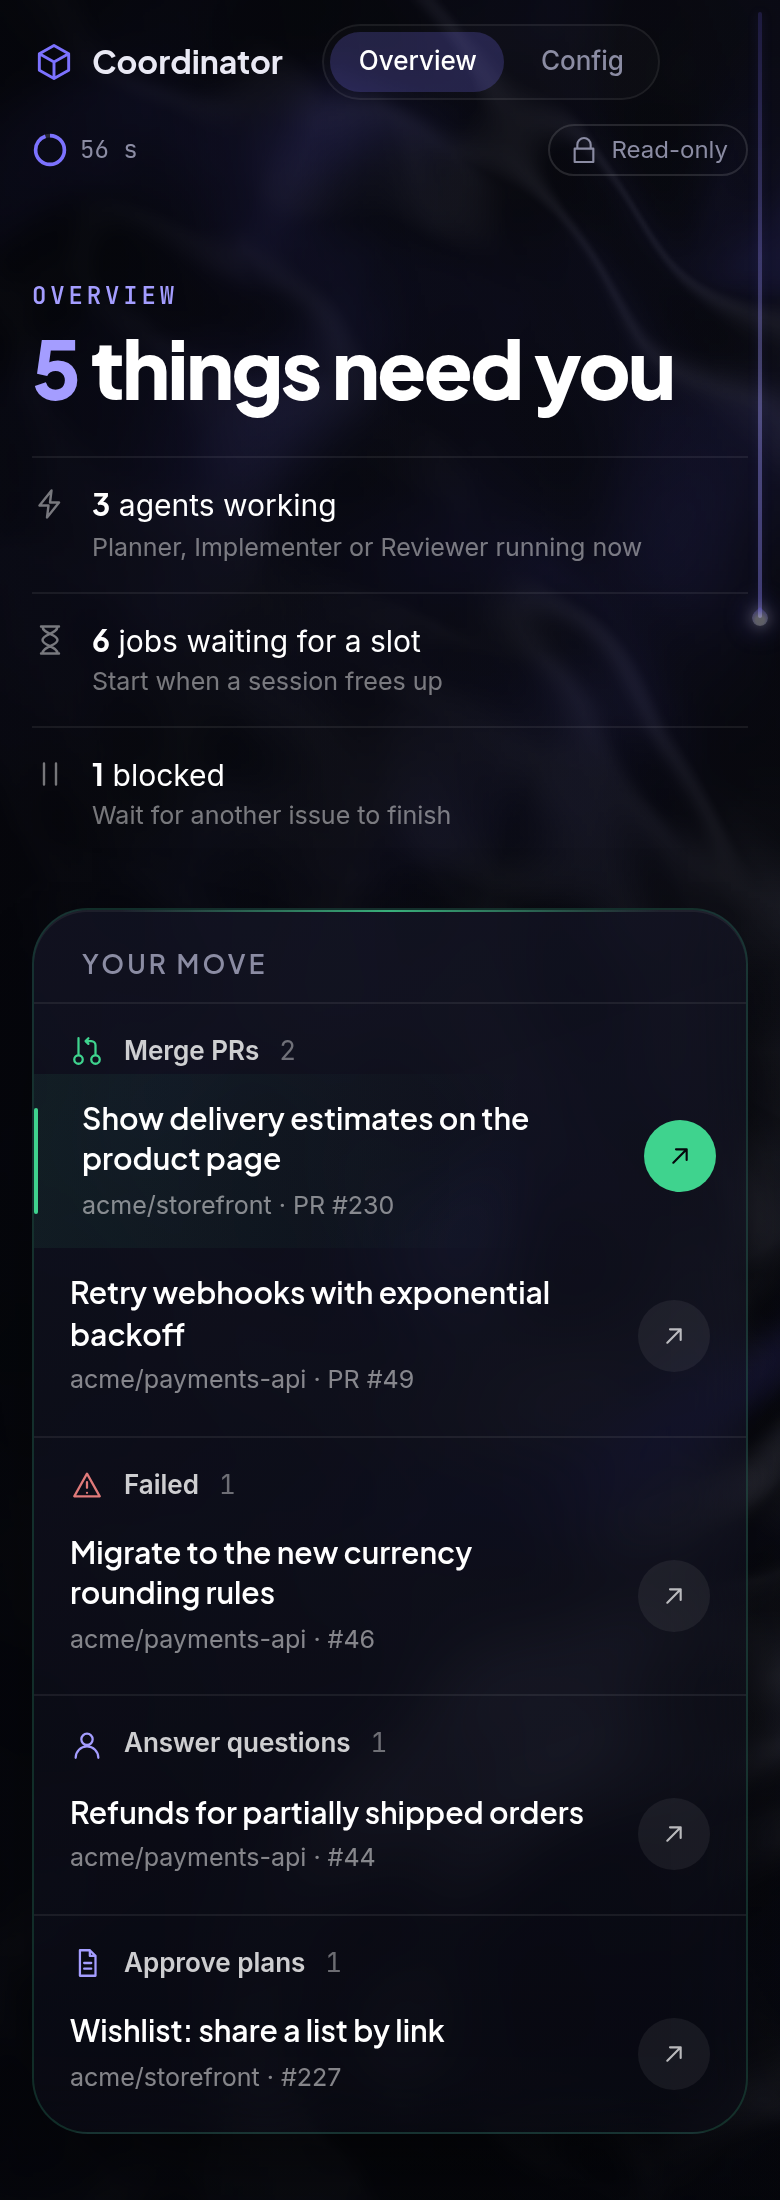 Coordinator
Overview
Config
56 s
Read-only
OVERVIEW
5 things need you
3 agents working
Planner, Implementer or Reviewer running now
6 jobs waiting for a slot
Start when a session frees up
1 blocked
Wait for another issue to finish
YOUR MOVE
Merge PRs 2
Show delivery estimates on the
product page
acme/storefront · PR #230
Retry webhooks with exponential
backoff
acme/payments-api · PR #49
Failed 1
Migrate to the new currency
rounding rules
acme/payments-api · #46
Answer questions 1
Refunds for partially shipped orders
acme/payments-api · #44
Approve plans 1
Wishlist: share a list by link
acme/storefront · #227